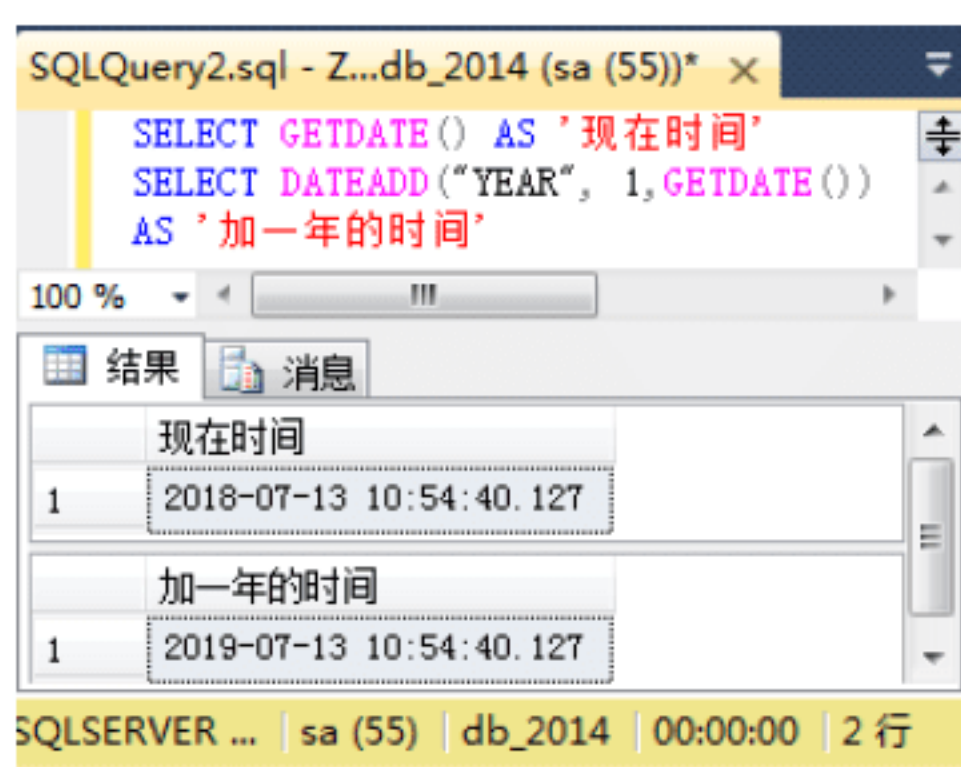 SQLQuery2.sql - Z...db_2014 (sa (55))*
SELECT GETDATE() AS '现在时间'
SELECT DATEADD("YEAR", 1,GETDATE())
AS '加一年的时间'
100 %
结果 消息
现在时间
1 2018-07-13 10:54:40.127
加一年的时间
1 2019-07-13 10:54:40.127
SQLSERVER ... sa (55) db_2014 00:00:00 2 行